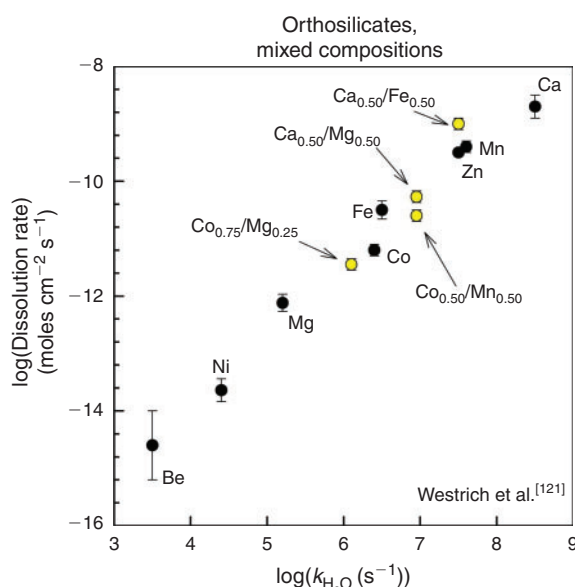 Orthosilicates,
mixed compositions
log(Dissolution rate)
(moles cm⁻² s⁻¹)
−8
−10
−12
−14
−16
Ca
Ca₀.₅₀/Fe₀.₅₀
Ca₀.₅₀/Mg₀.₅₀
Mn
Zn
Fe
Co₀.₇₅/Mg₀.₂₅
Co
Co₀.₅₀/Mn₀.₅₀
Mg
Ni
Be
Westrich et al.[121]
3 4 5 6 7 8 9
log(k_H₂O (s⁻¹))